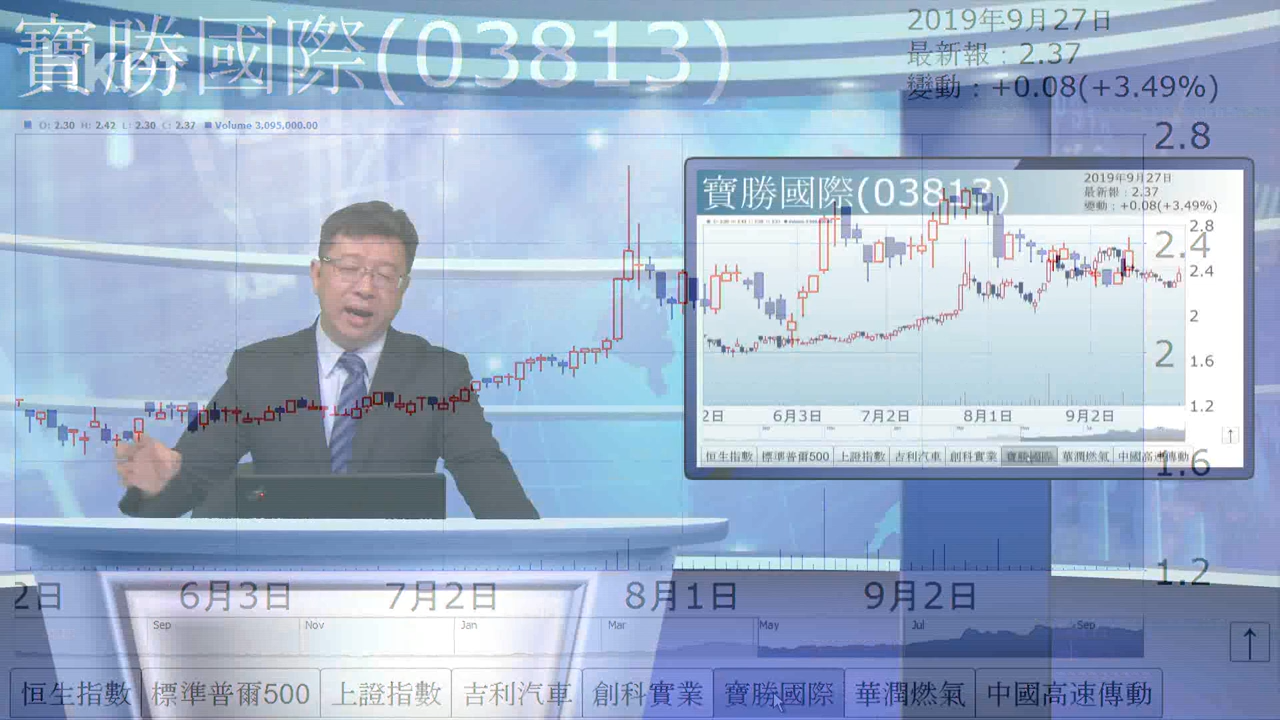 寶勝國際(03813)
2019年9月27日
最新報：2.37
變動：+0.08(+3.49%)
O: 2.30 H: 2.42 L: 2.30 C: 2.37 Volume 3,095,000.00
2.8
2.4
2
1.6
1.2
寶勝國際(03813)
2019年9月27日
最新報：2.37
變動：+0.08(+3.49%)
2.8
2.4
2
1.6
1.2
2日 6月3日 7月2日 8月1日 9月2日
恒生指數 標準普爾500 上證指數 吉利汽車 創科實業 寶勝國際 華潤燃氣 中國高速傳動
2日 6月3日 7月2日 8月1日 9月2日
Sep Nov Jan Mar May Jul Sep
恒生指數 標準普爾500 上證指數 吉利汽車 創科實業 寶勝國際 華潤燃氣 中國高速傳動